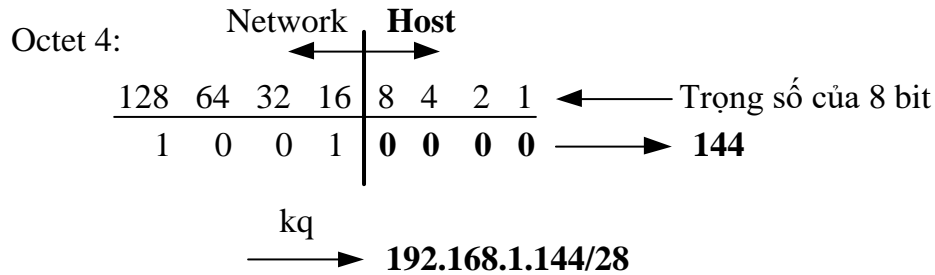 Network Host
Octet 4:
128 64 32 16 8 4 2 1 Trọng số của 8 bit
1 0 0 1 0 0 0 0 144
kq
192.168.1.144/28